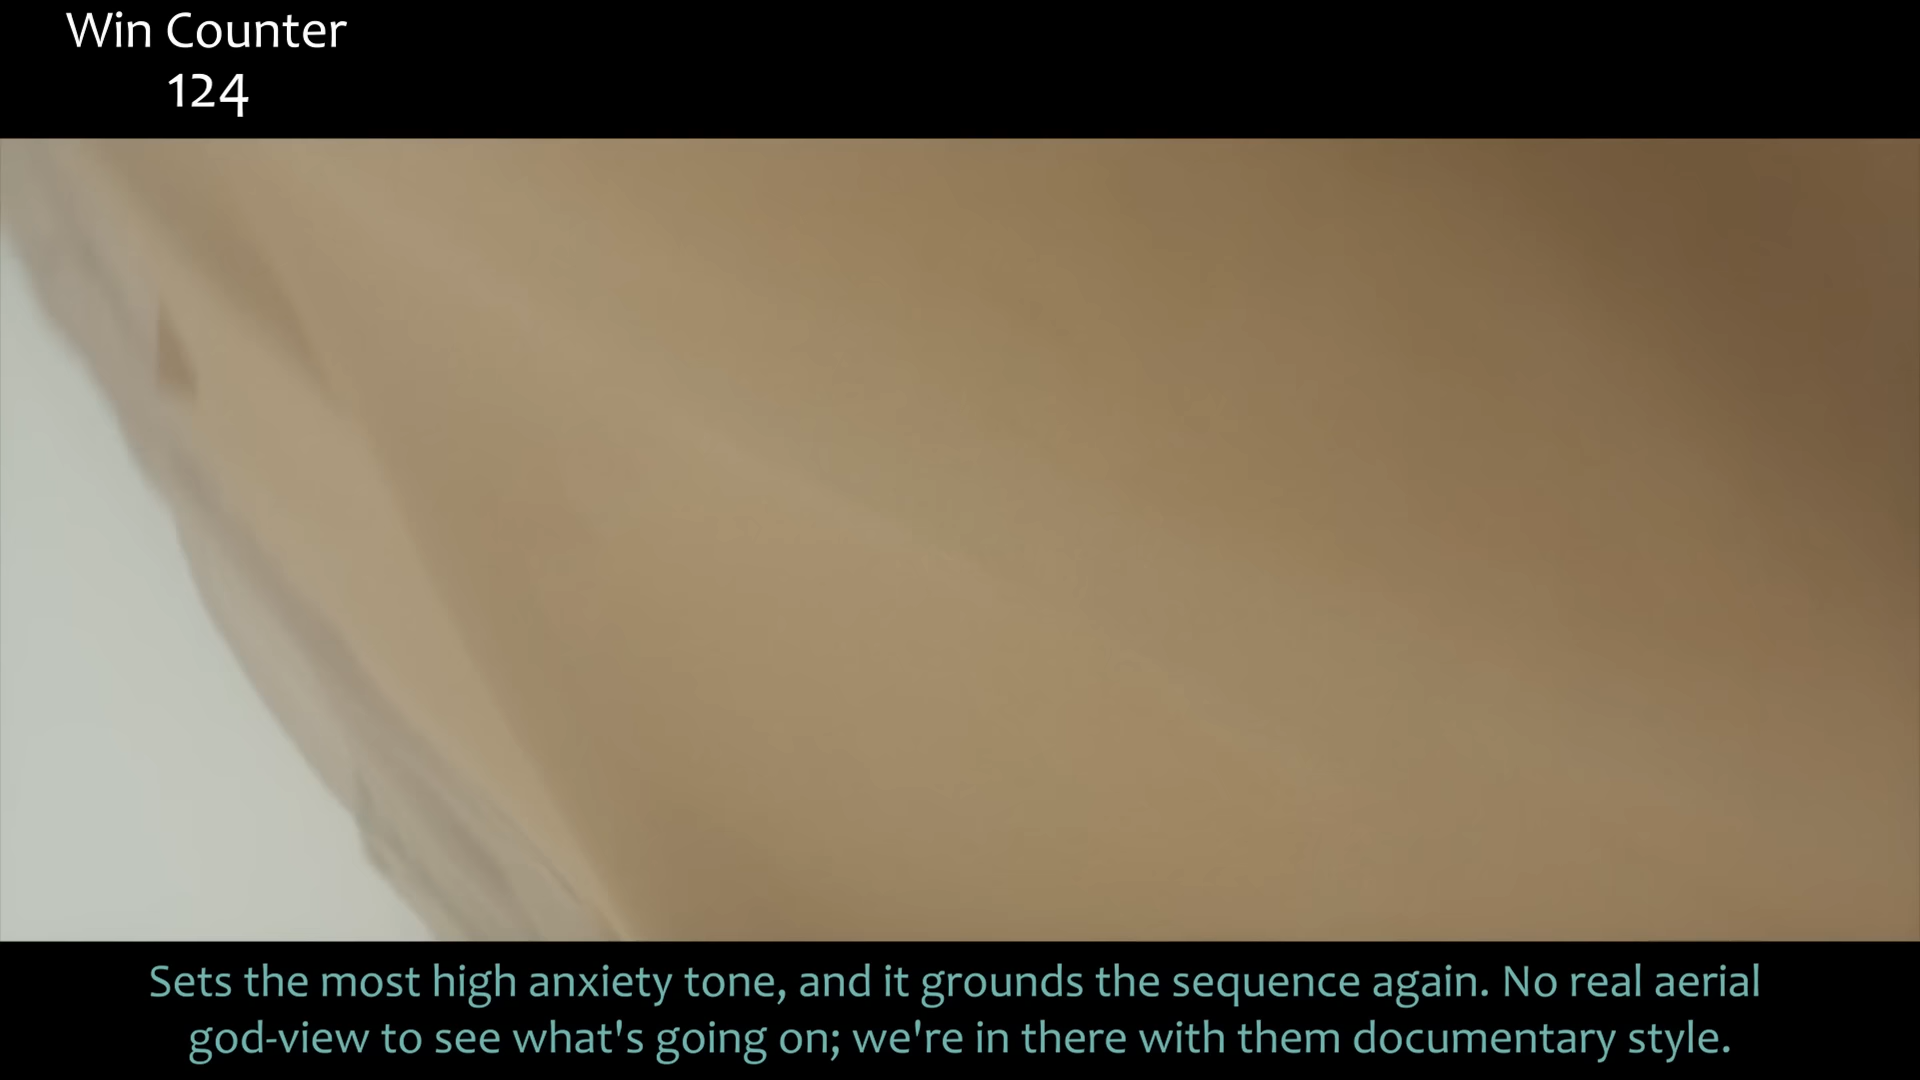 Win Counter
124
Sets the most high anxiety tone, and it grounds the sequence again. No real aerial
god-view to see what's going on; we're in there with them documentary style.